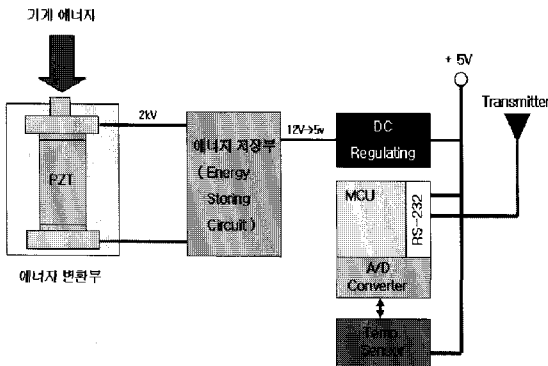 기계 에너지
+ 5V
Transmitter
2kV
12V→5v
DC
Regulating
에너지 저장부
( Energy
Storing
Circuit )
PZT
MCU
RS-232
A/D
Converter
에너지 변환부
Temp
Sensor